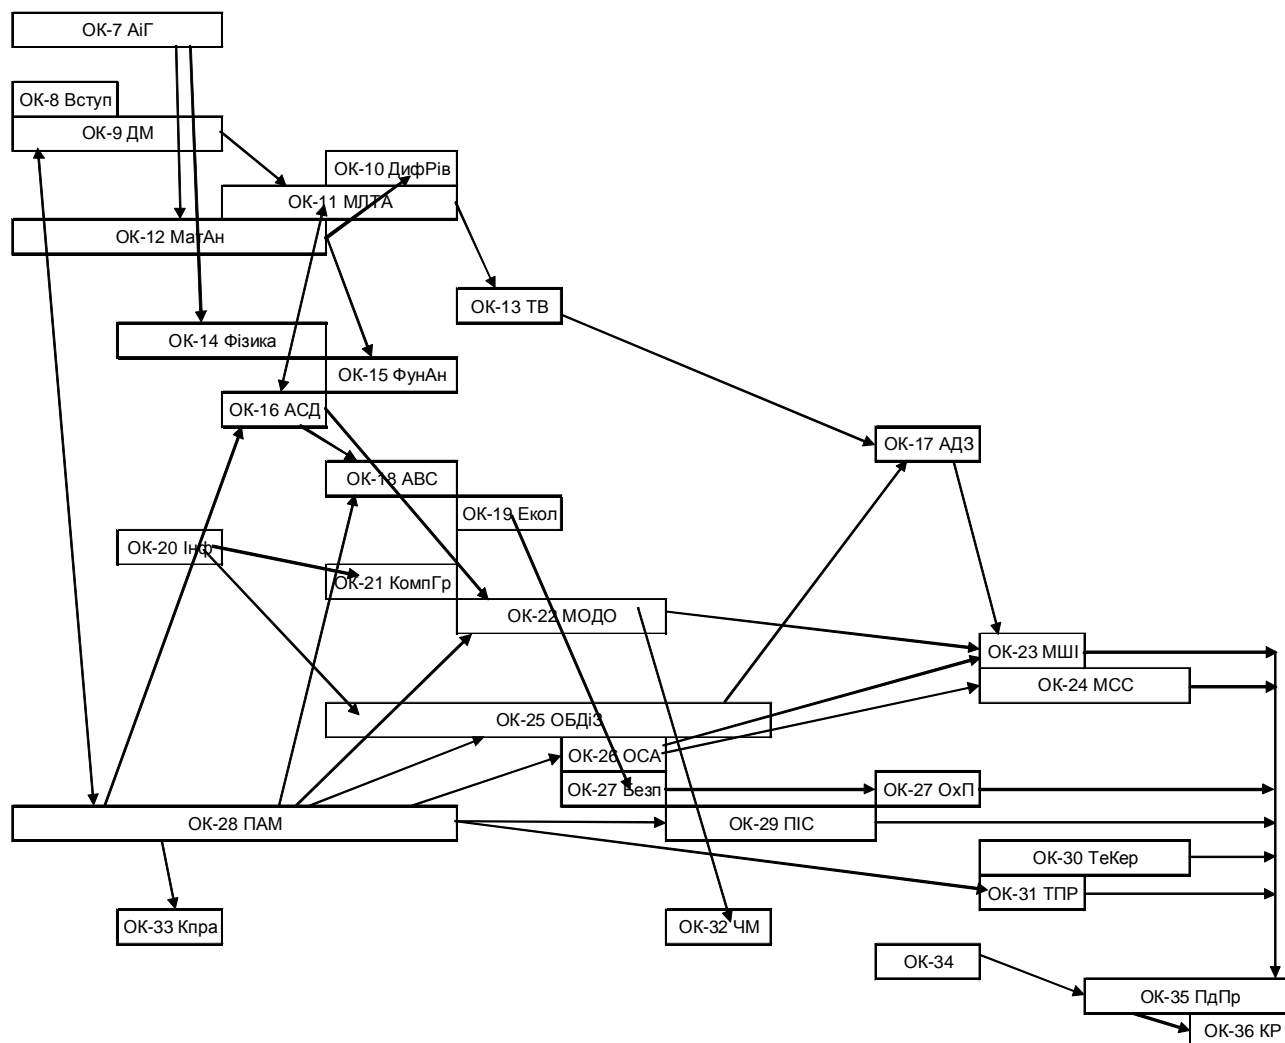 ОК-7 АіГ
ОК-8 Вступ
ОК-9 ДМ
ОК-10 ДифРів
ОК-11 МЛТА
ОК-12 МатАн
ОК-13 ТВ
ОК-14 Фізика
ОК-15 ФунАн
ОК-16 АСД
ОК-17 АДЗ
ОК-18 АВС
ОК-19 Екол
ОК-20 Інф
ОК-21 КомпГр
ОК-22 МОДО
ОК-23 МШІ
ОК-24 МСС
ОК-25 ОБДіЗ
ОК-26 ОСА
ОК-27 Безп
ОК-27 ОхП
ОК-28 ПАМ
ОК-29 ПІС
ОК-30 ТеКер
ОК-31 ТПР
ОК-33 Кпра
ОК-32 ЧМ
ОК-34
ОК-35 ПдПр
ОК-36 КР